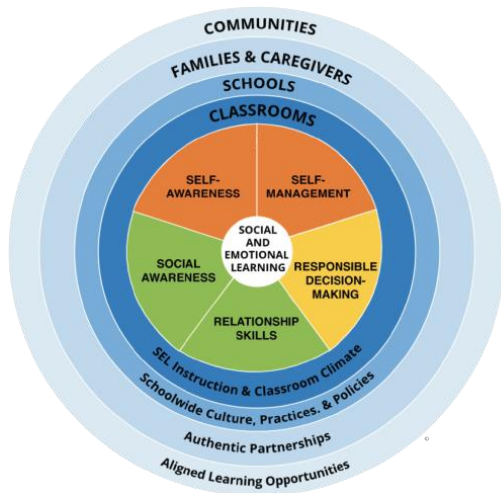 COMMUNITIES
FAMILIES & CAREGIVERS
SCHOOLS
CLASSROOMS
SELF-
AWARENESS
SELF-
MANAGEMENT
SOCIAL
AND
EMOTIONAL
LEARNING
SOCIAL
AWARENESS
RESPONSIBLE
DECISION-
MAKING
RELATIONSHIP
SKILLS
SEL Instruction & Classroom Climate
Schoolwide Culture, Practices. & Policies
Authentic Partnerships
Aligned Learning Opportunities